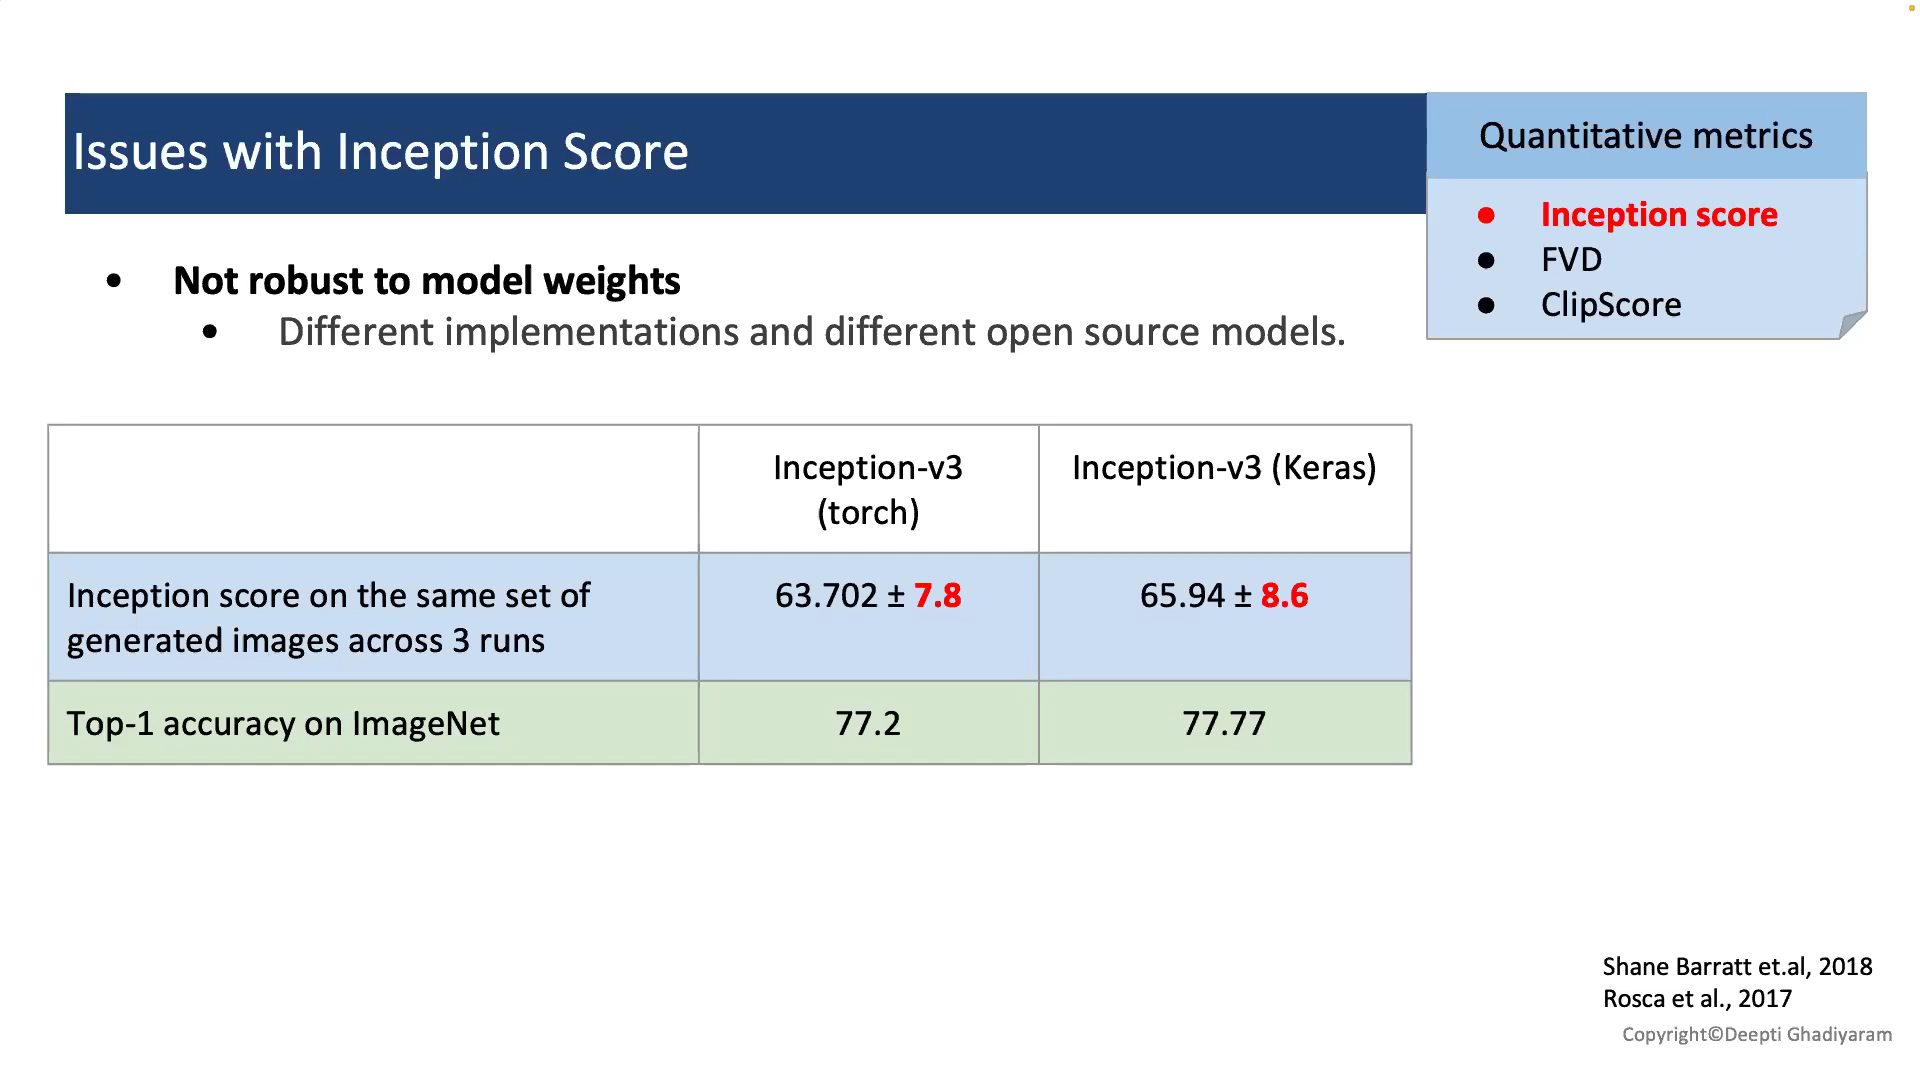 Issues with Inception Score
Quantitative metrics
• Inception score
• FVD
• ClipScore
• Not robust to model weights
• Different implementations and different open source models.
Inception-v3
(torch)
Inception-v3 (Keras)
Inception score on the same set of
generated images across 3 runs
63.702 ± 7.8
65.94 ± 8.6
Top-1 accuracy on ImageNet
77.2
77.77
Shane Barratt et.al, 2018
Rosca et al., 2017
Copyright©Deepti Ghadiyaram